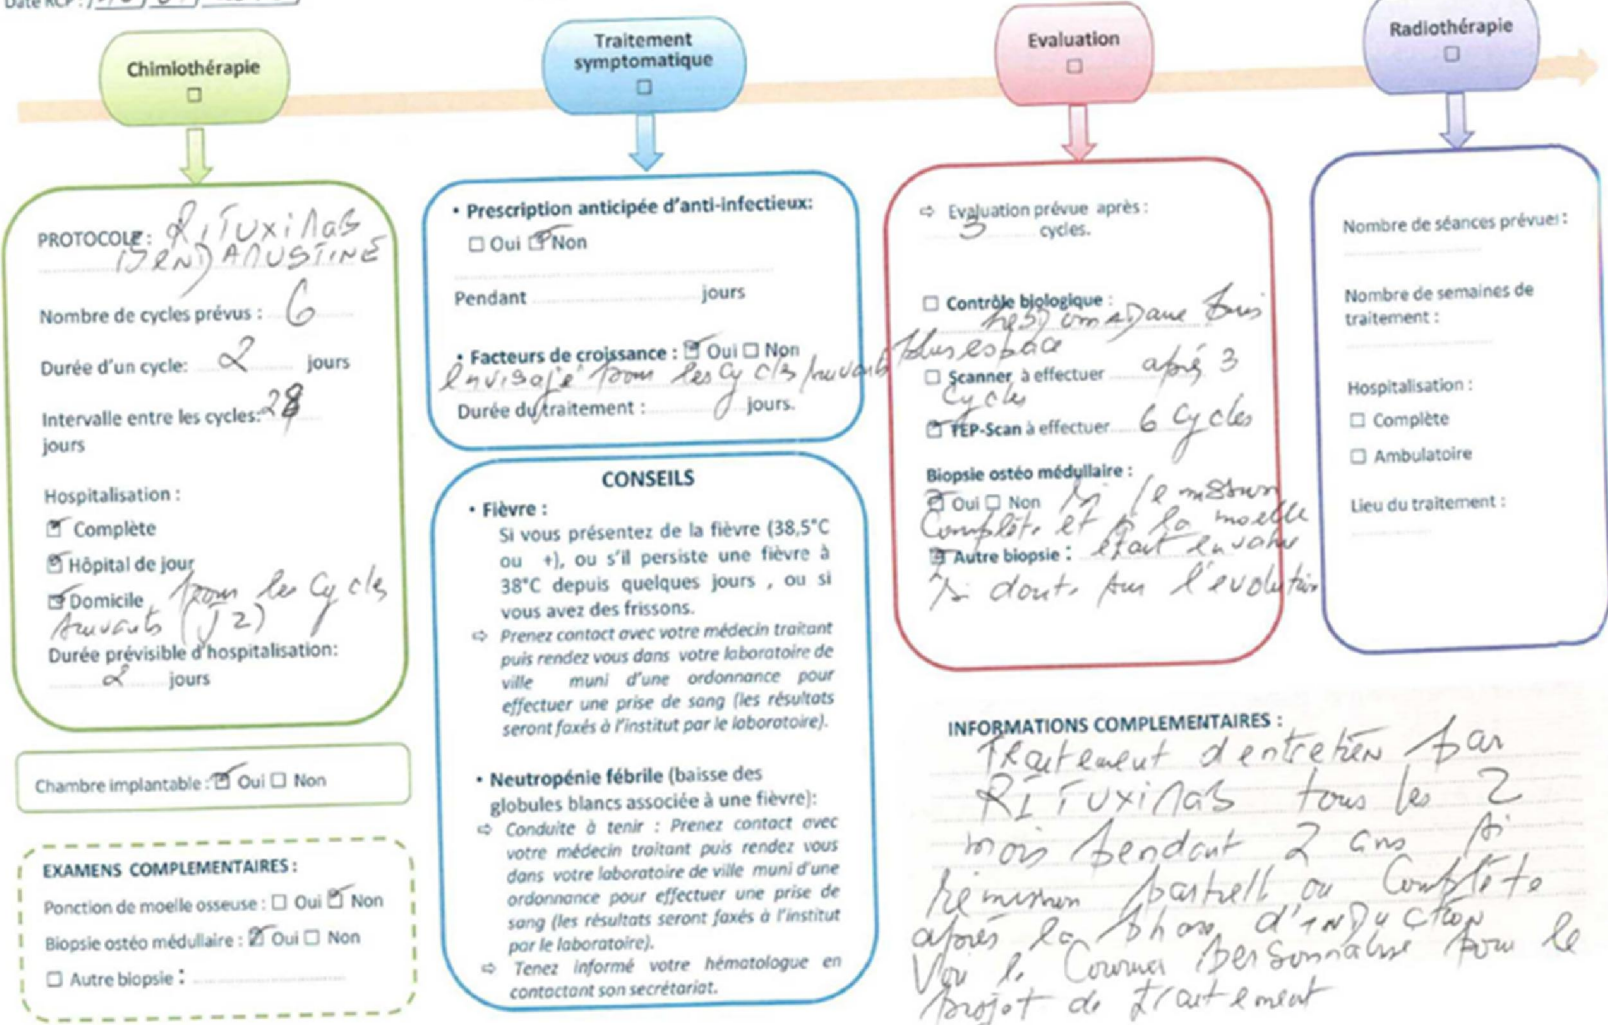 Date RCP :
Chimiothérapie
☐
Traitement
symptomatique
☐
Evaluation
☐
Radiothérapie
☐
PROTOCOLE : RITUXIMAB
BENDAMUSTINE
Nombre de cycles prévus : 6
Durée d'un cycle: 2 jours
Intervalle entre les cycles: 28
jours
Hospitalisation :
☑ Complète
☑ Hôpital de jour
☑ Domicile pour les Cycles
suivants (J2)
Durée prévisible d'hospitalisation:
2 jours
Chambre implantable : ☑ Oui ☐ Non
EXAMENS COMPLEMENTAIRES :
Ponction de moelle osseuse : ☐ Oui ☑ Non
Biopsie ostéo médullaire : ☑ Oui ☐ Non
☐ Autre biopsie :
• Prescription anticipée d'anti-infectieux:
☐ Oui ☑ Non
Pendant jours
• Facteurs de croissance : ☑ Oui ☐ Non
envisagé pour les cycles suivant
Durée du traitement : jours.
CONSEILS
• Fièvre :
Si vous présentez de la fièvre (38,5°C
ou +), ou s'il persiste une fièvre à
38°C depuis quelques jours , ou si
vous avez des frissons.
⇨ Prenez contact avec votre médecin traitant
puis rendez vous dans votre laboratoire de
ville muni d'une ordonnance pour
effectuer une prise de sang (les résultats
seront faxés à l'institut par le laboratoire).
• Neutropénie fébrile (baisse des
globules blancs associée à une fièvre):
⇨ Conduite à tenir : Prenez contact avec
votre médecin traitant puis rendez vous
dans votre laboratoire de ville muni d'une
ordonnance pour effectuer une prise de
sang (les résultats seront faxés à l'institut
par le laboratoire).
⇨ Tenez informé votre hématologue en
contactant son secrétariat.
⇨ Evaluation prévue après :
3 cycles.
☐ Contrôle biologique :
hebdomadaire puis
plus espacé
☐ Scanner à effectuer après 3
Cycles
☑ TEP-Scan à effectuer 6 Cycles
Biopsie ostéo médullaire :
☑ Oui ☐ Non Si rémission
Complète et si la moelle
☑ Autre biopsie : était envahie
Si doute sur l'évolution
Nombre de séances prévues :
Nombre de semaines de
traitement :
Hospitalisation :
☐ Complète
☐ Ambulatoire
Lieu du traitement :
INFORMATIONS COMPLEMENTAIRES :
Traitement d'entretien par
RITUXIMAB tous les 2
mois pendant 2 ans si
rémission partielle ou Complète
après la phase d'INDUCTION
Voir le Courrier personnalisé pour le
projet de traitement